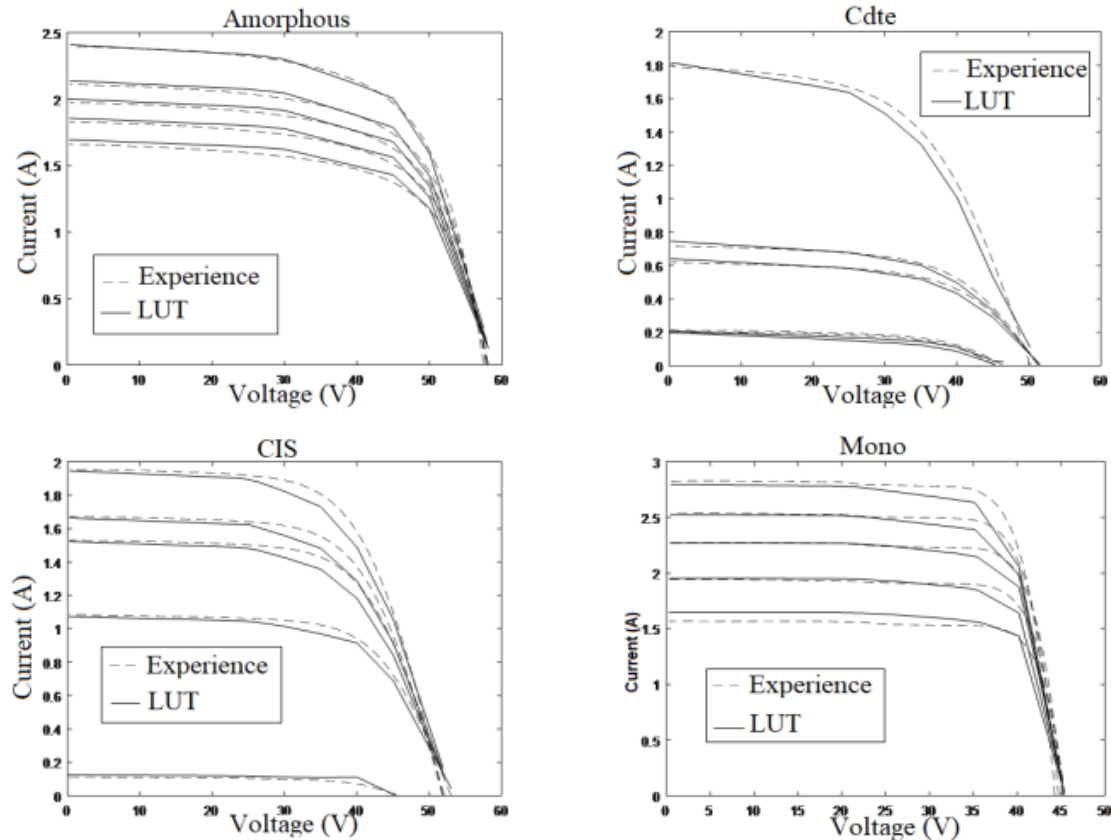 Amorphous
2.5
2
1.5
1
0.5
0
Current (A)
Experience
LUT
0 10 20 30 40 50 60
Voltage (V)
Cdte
2
1.8
1.6
1.4
1.2
1
0.8
0.6
0.4
0.2
0
Current (A)
Experience
LUT
0 10 20 30 40 50 60
Voltage (V)
CIS
2
1.8
1.6
1.4
1.2
1
0.8
0.6
0.4
0.2
0
Current (A)
Experience
LUT
0 10 20 30 40 50 60
Voltage (V)
Mono
3
2.5
2
1.5
1
0.5
0
Current (A)
Experience
LUT
0 5 10 15 20 25 30 35 40 45 50
Voltage (V)